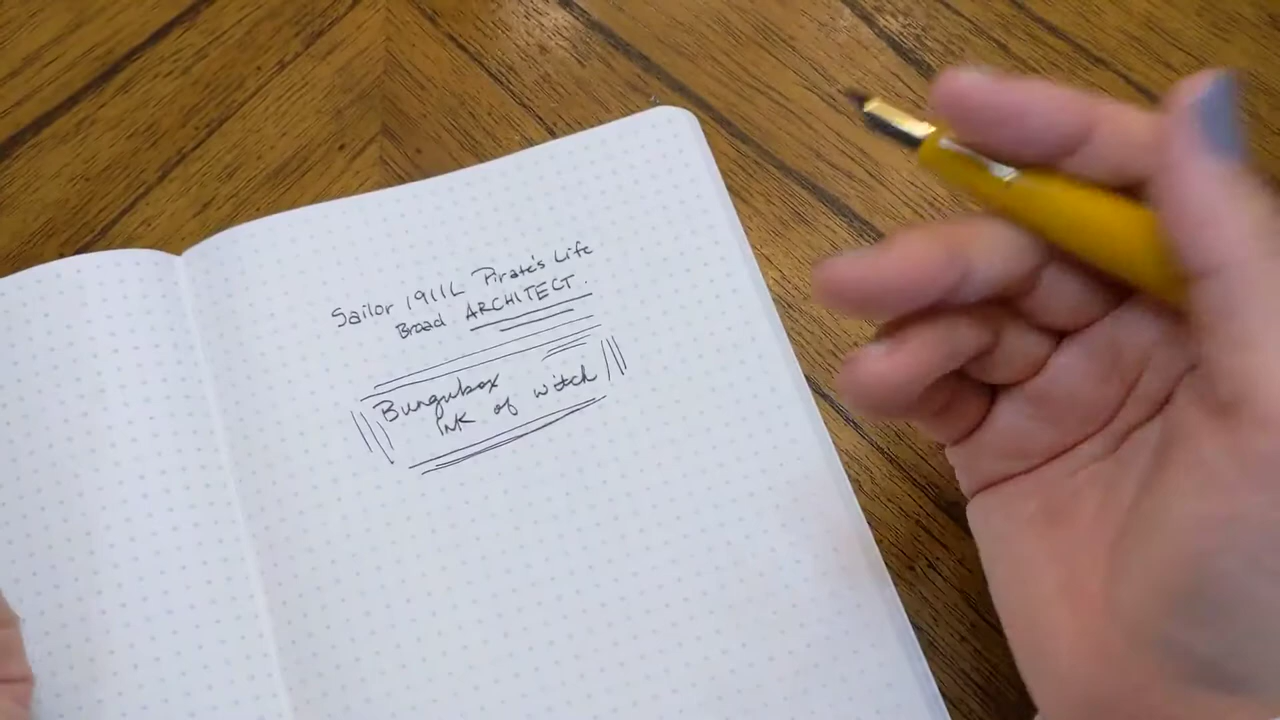 Sailor 1911L Pirate's Life
Broad ARCHITECT.
Bungubox
INK of witch